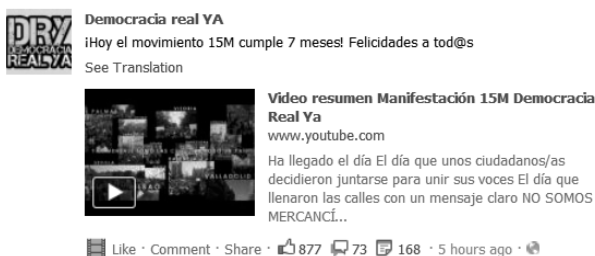 DRY
DEMOCRACIA
REAL YA
Democracia real YA
¡Hoy el movimiento 15M cumple 7 meses! Felicidades a tod@s
See Translation
PALMAS
VITORIA
VALLADOLID
Video resumen Manifestación 15M Democracia
Real Ya
www.youtube.com
Ha llegado el día El día que unos ciudadanos/as
decidieron juntarse para unir sus voces El día que
llenaron las calles con un mensaje claro NO SOMOS
MERCANCÍ...
Like · Comment · Share · 877 73 168 · 5 hours ago ·